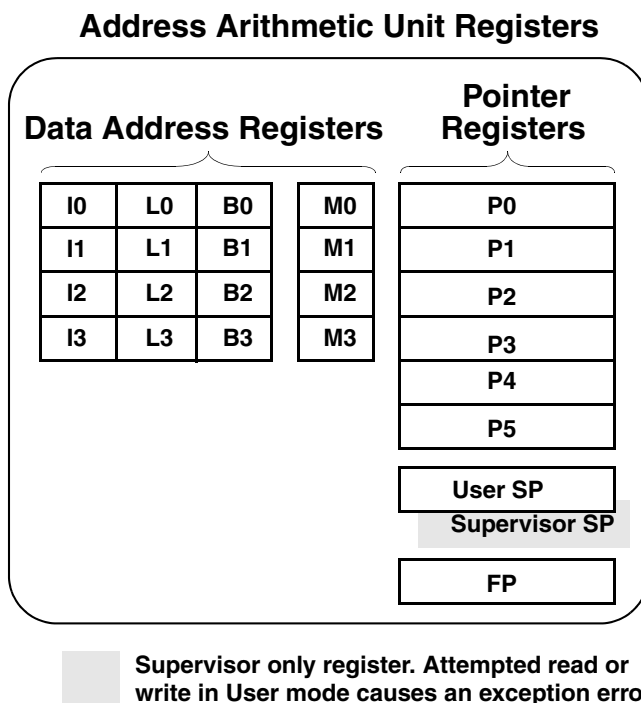 Address Arithmetic Unit Registers
Data Address Registers
Pointer
Registers
I0 L0 B0 M0 P0
I1 L1 B1 M1 P1
I2 L2 B2 M2 P2
I3 L3 B3 M3 P3
P4
P5
User SP
Supervisor SP
FP
Supervisor only register. Attempted read or
write in User mode causes an exception erro